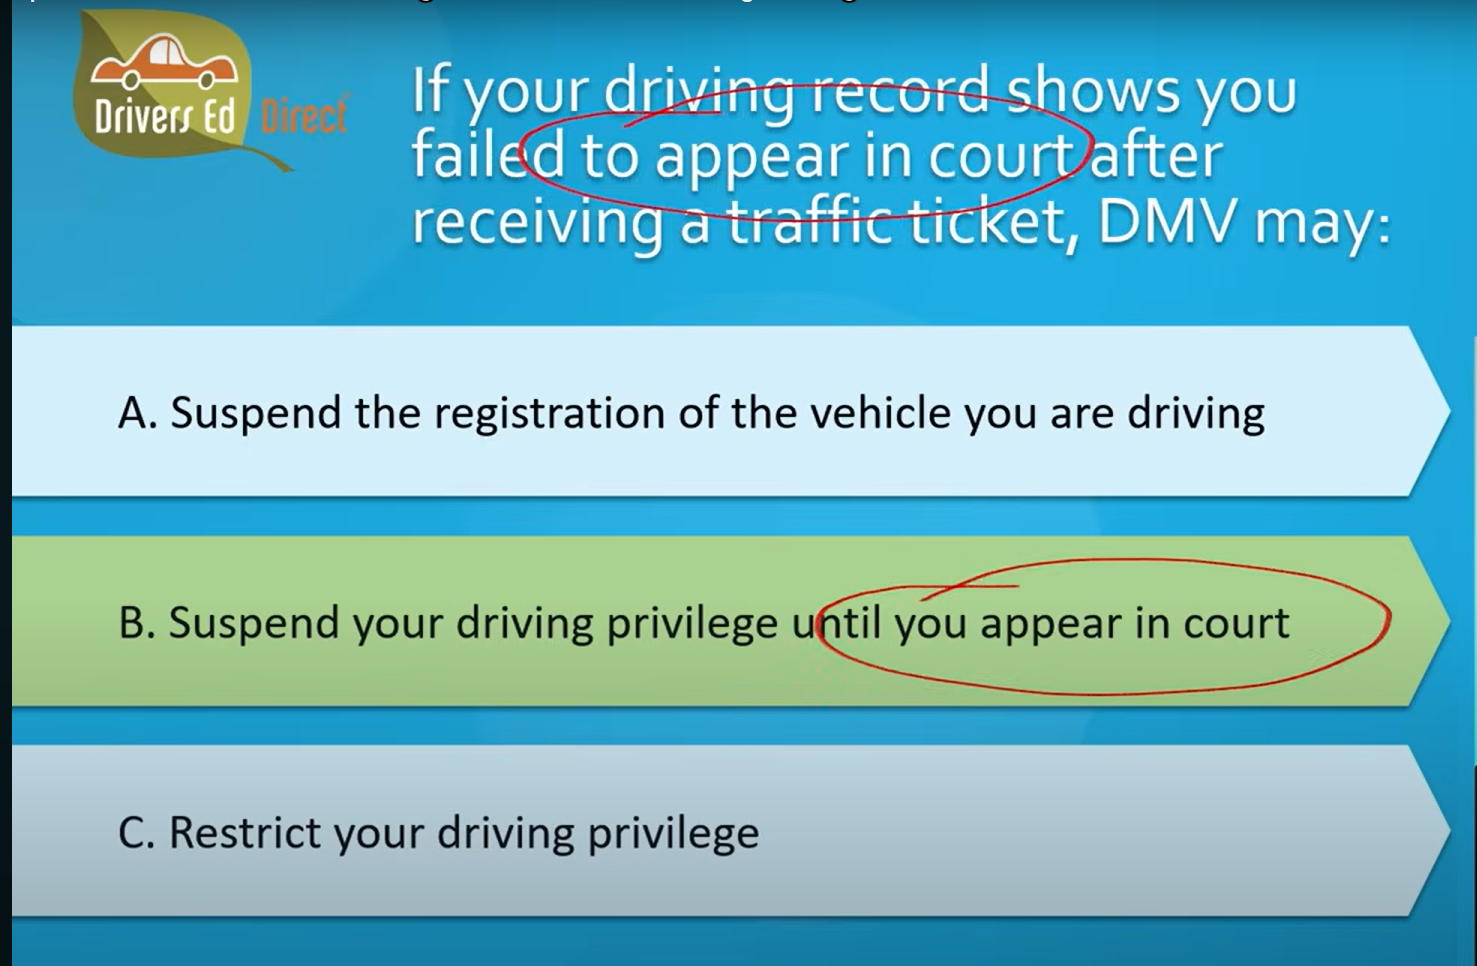 Drivers Ed Direct
If your driving record shows you
failed to appear in court after
receiving a traffic ticket, DMV may:
A. Suspend the registration of the vehicle you are driving
B. Suspend your driving privilege until you appear in court
C. Restrict your driving privilege